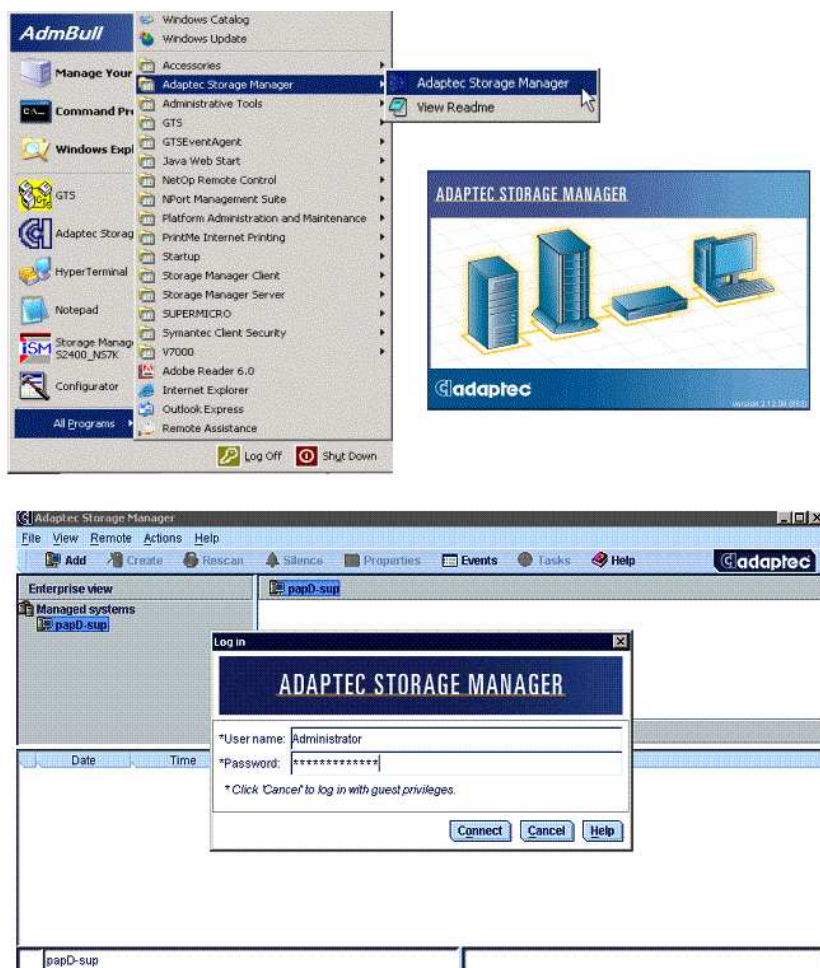 AdmBull
Manage Your
Command Pr
Windows Expl
GTS
Adaptec Storag
HyperTerminal
Notepad
Storage Manag
S2400_NS7K
Configurator
All Programs
Windows Catalog
Windows Update
Accessories
Adaptec Storage Manager
Administrative Tools
GTS
GTSEventAgent
Java Web Start
NetOp Remote Control
NPort Management Suite
Platform Administration and Maintenance
PrintMe Internet Printing
Startup
Storage Manager Client
Storage Manager Server
SUPERMICRO
Symantec Client Security
V7000
Adobe Reader 6.0
Internet Explorer
Outlook Express
Remote Assistance
Log Off
Shut Down
Adaptec Storage Manager
View Readme
ADAPTEC STORAGE MANAGER
adaptec
Adaptec Storage Manager
File View Remote Actions Help
Add Create Rescan Silence Properties Events Tasks Help adaptec
Enterprise view
Managed systems
papD-sup
papD-sup
Log in
ADAPTEC STORAGE MANAGER
*User name: Administrator
*Password: *************
* Click 'Cancel' to log in with guest privileges.
Connect Cancel Help
Date Time
papD-sup